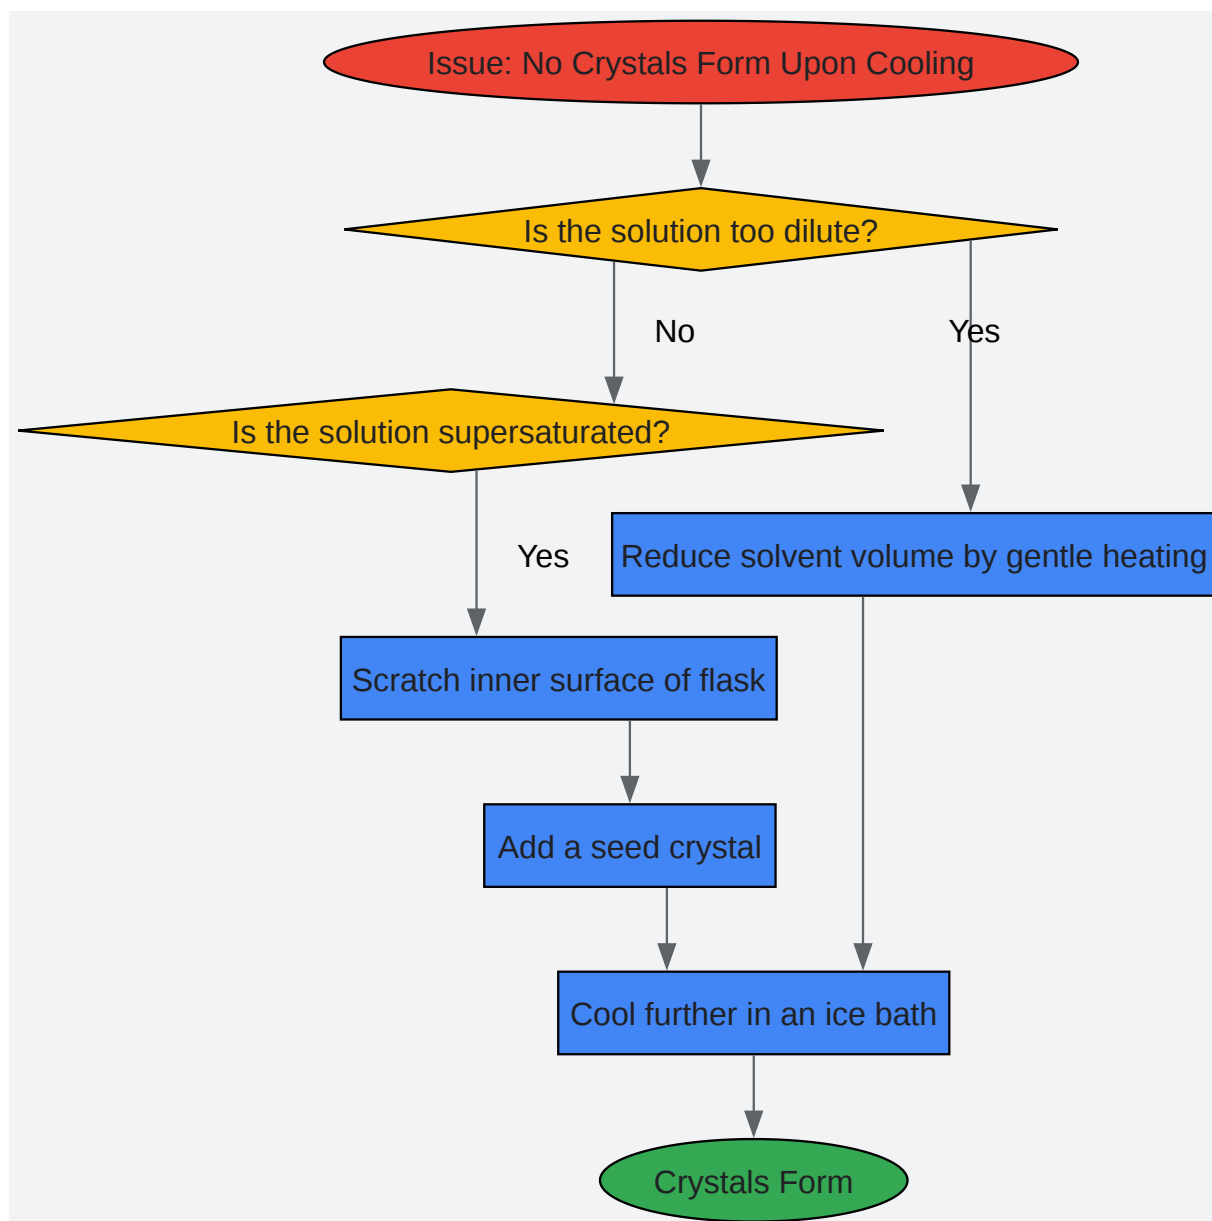 Issue: No Crystals Form Upon Cooling
Is the solution too dilute?
No
Yes
Is the solution supersaturated?
Yes
Reduce solvent volume by gentle heating
Scratch inner surface of flask
Add a seed crystal
Cool further in an ice bath
Crystals Form